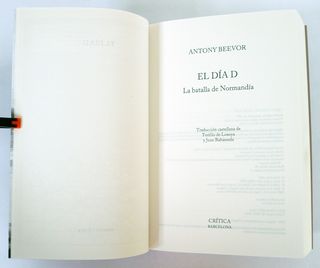 ANTONY BEEVOR
EL DÍA D
La batalla de Normandía
Traducción castellana de
Teófilo de Lozoya
y Juan Rabasseda
CRÍTICA
BARCELONA